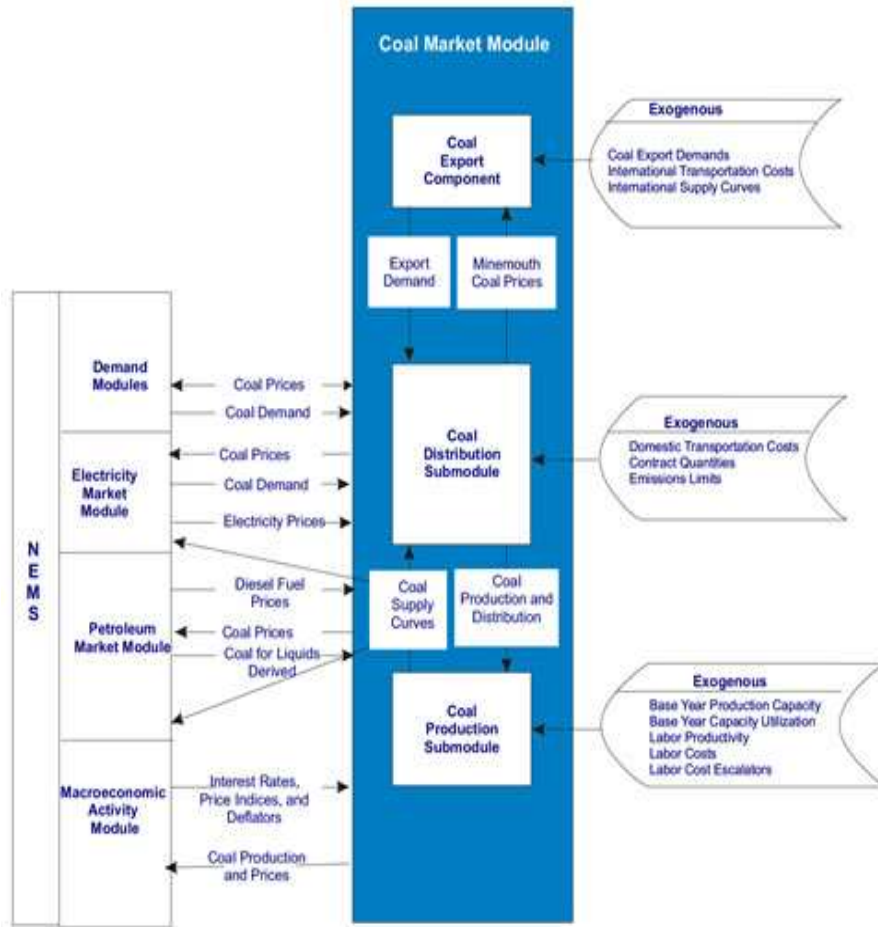 Coal Market Module
Coal
Export
Component
Exogenous
Coal Export Demands
International Transportation Costs
International Supply Curves
Export
Demand
Minemouth
Coal Prices
NEMS
Demand
Modules
Coal Prices
Coal Demand
Coal
Distribution
Submodule
Exogenous
Domestic Transportation Costs
Contract Quantities
Emissions Limits
Electricity
Market
Module
Coal Prices
Coal Demand
Electricity Prices
Petroleum
Market Module
Diesel Fuel
Prices
Coal Prices
Coal for Liquids
Derived
Coal
Supply
Curves
Coal
Production and
Distribution
Coal
Production
Submodule
Exogenous
Base Year Production Capacity
Base Year Capacity Utilization
Labor Productivity
Labor Costs
Labor Cost Escalators
Macroeconomic
Activity
Module
Interest Rates,
Price Indices, and
Deflators
Coal Production
and Prices